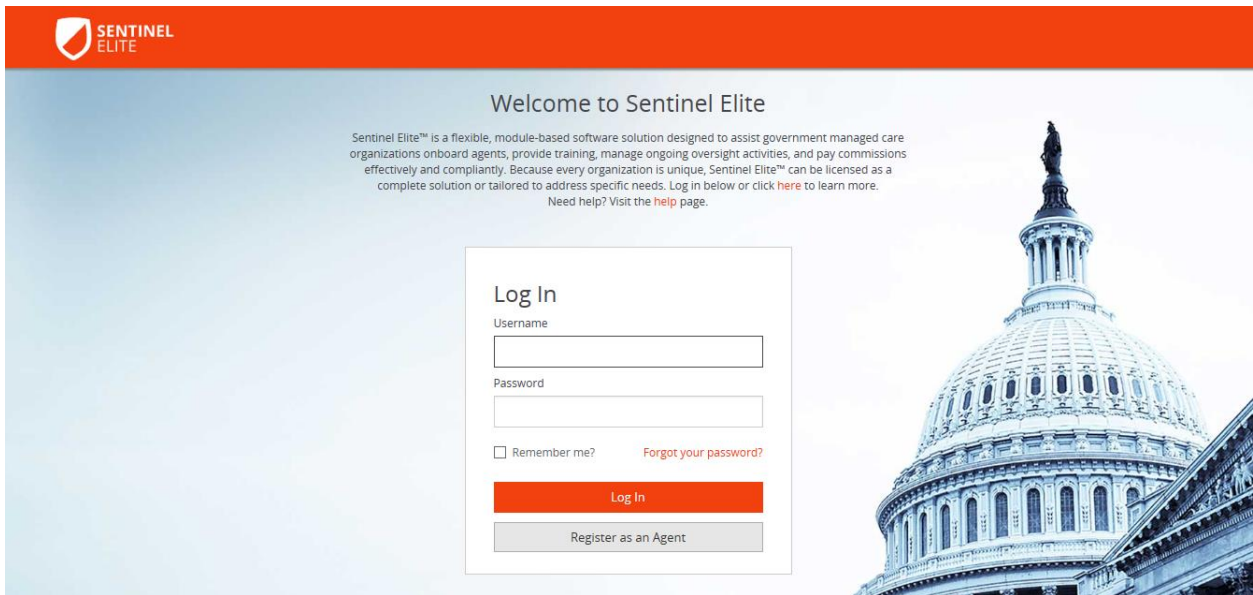 SENTINEL
ELITE
Welcome to Sentinel Elite
Sentinel Elite™ is a flexible, module-based software solution designed to assist government managed care
organizations onboard agents, provide training, manage ongoing oversight activities, and pay commissions
effectively and compliantly. Because every organization is unique, Sentinel Elite™ can be licensed as a
complete solution or tailored to address specific needs. Log in below or click here to learn more.
Need help? Visit the help page.
Log In
Username
Password
Remember me? Forgot your password?
Log In
Register as an Agent